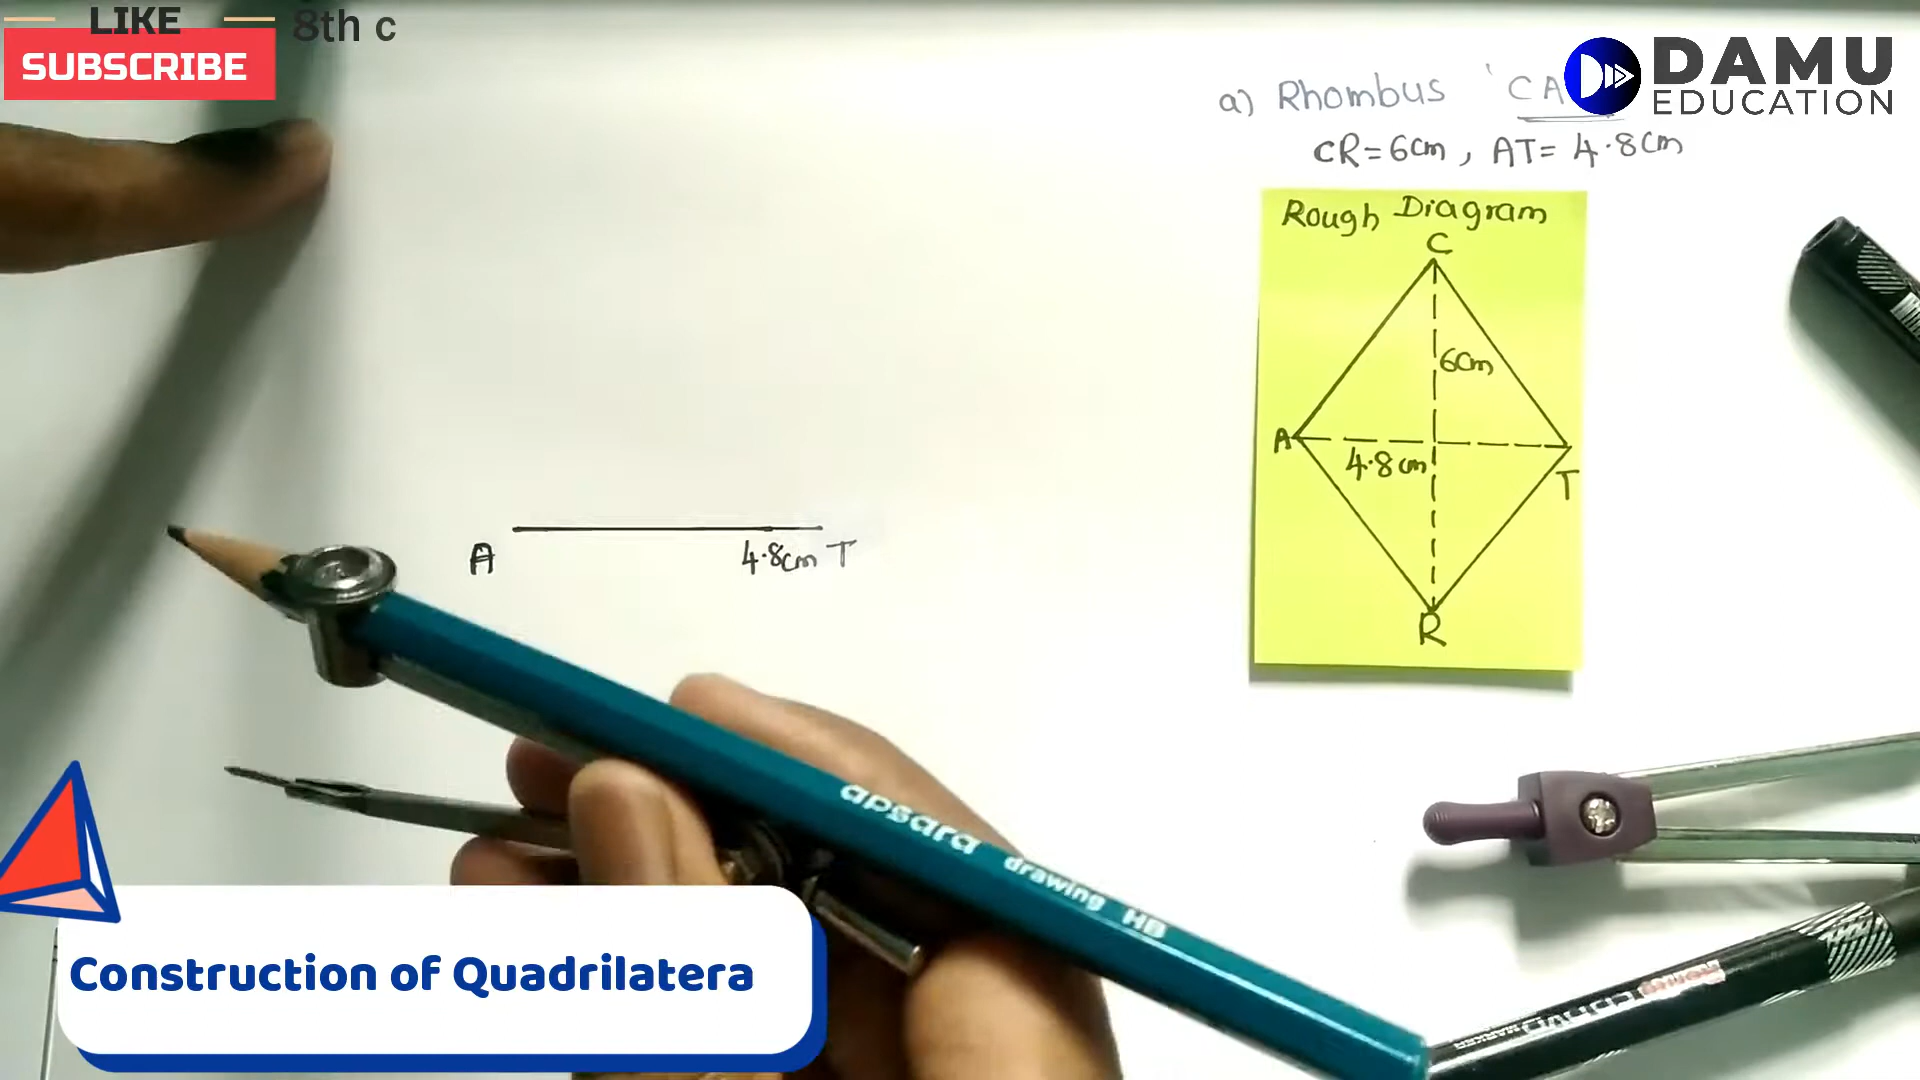 LIKE
SUBSCRIBE
8th c
DAMU
EDUCATION
a) Rhombus 'CA
CR=6cm, AT= 4.8cm
Rough Diagram
C
6cm
A
4.8cm
T
R
A
4.8cm T
apsara drawing HB
Construction of Quadrilatera